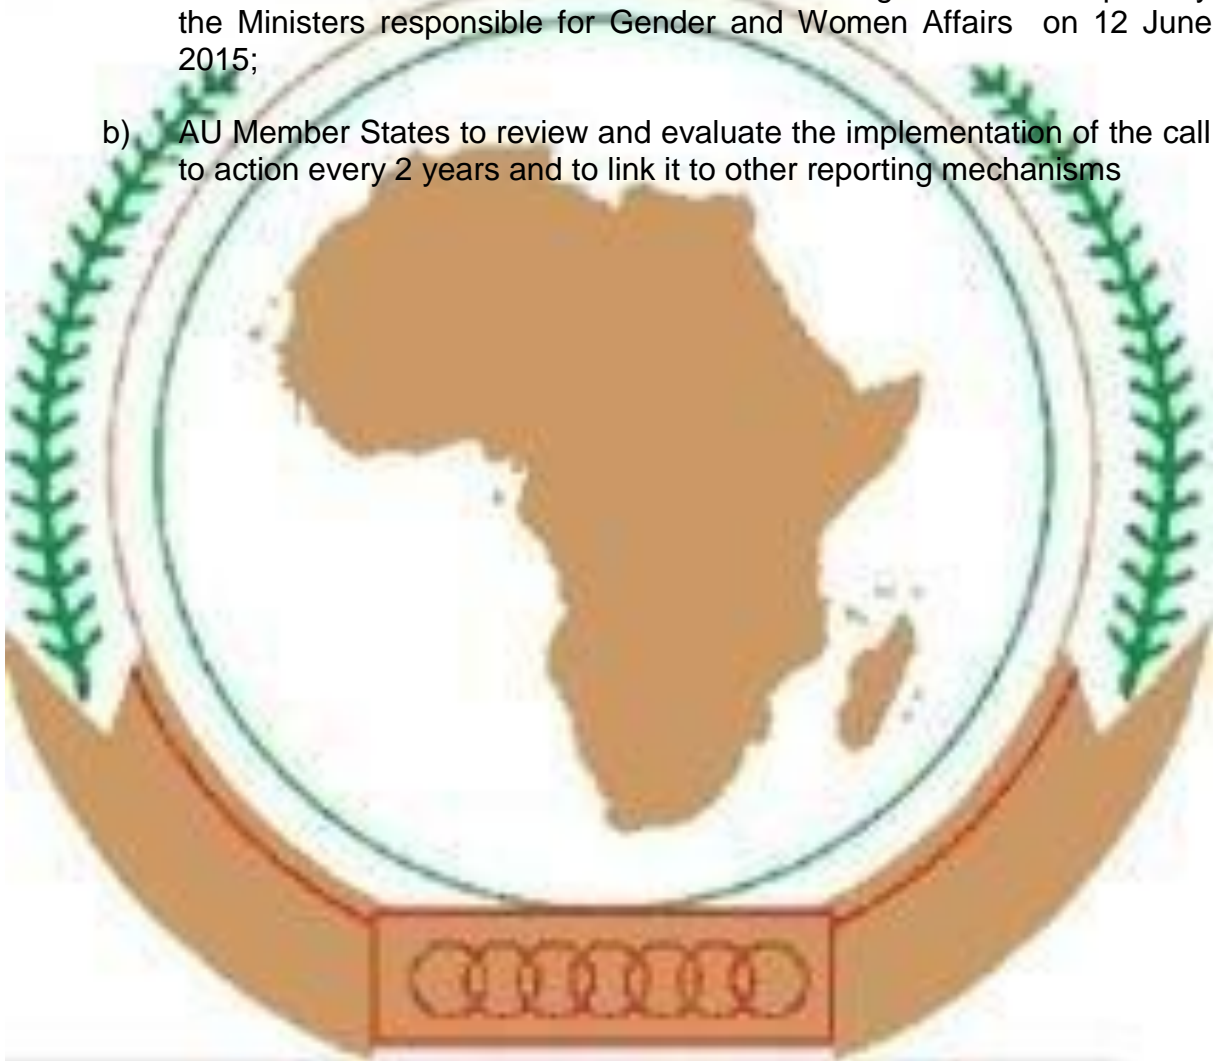 the Ministers responsible for Gender and Women Affairs on 12 June
2015;
b) AU Member States to review and evaluate the implementation of the call
to action every 2 years and to link it to other reporting mechanisms